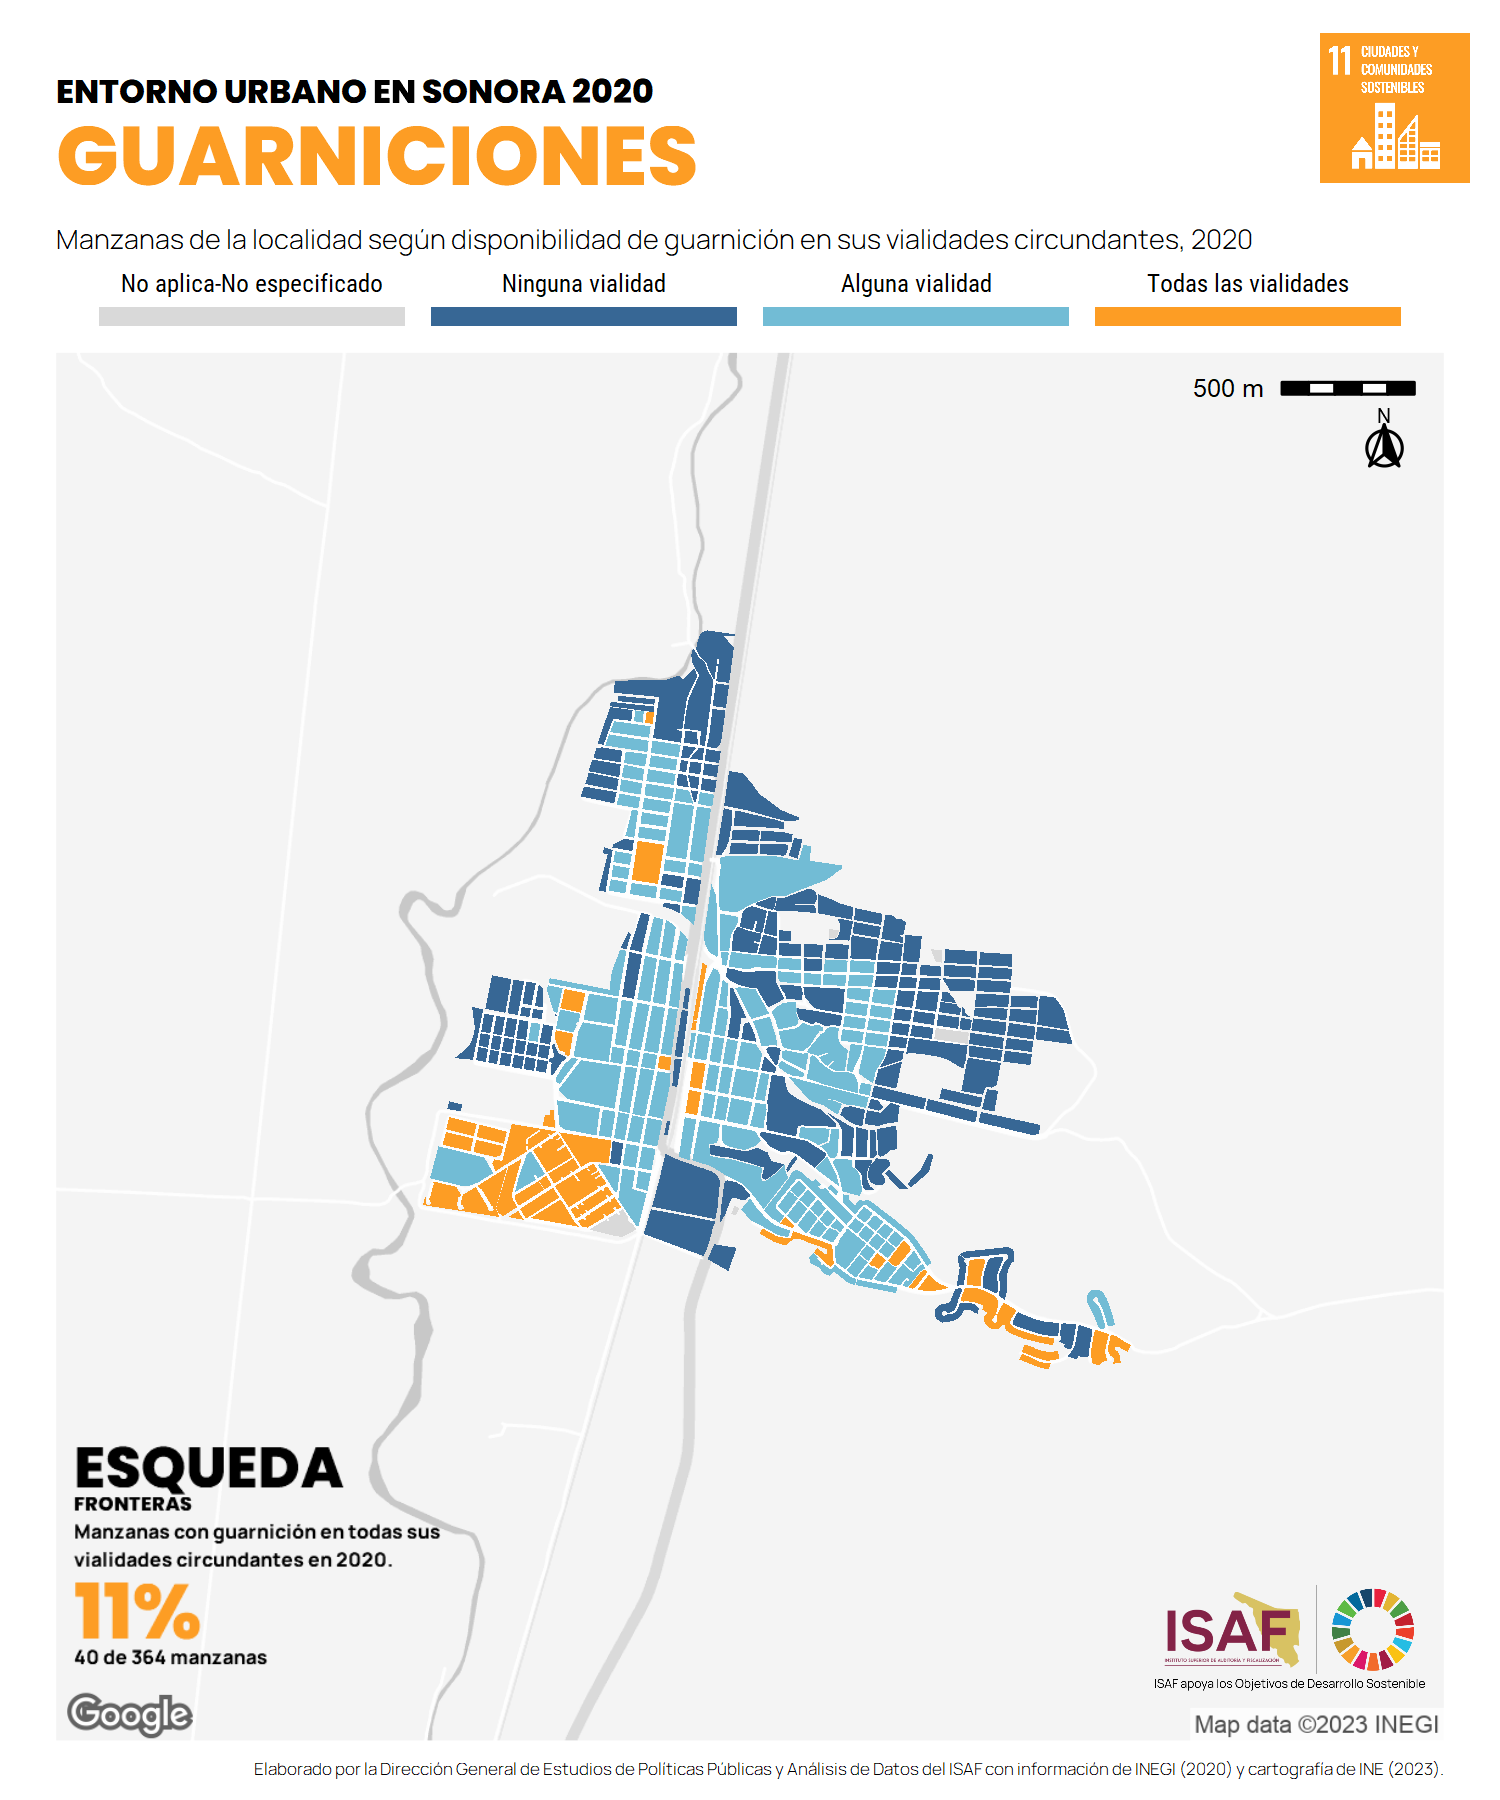 11 CIUDADES Y
COMUNIDADES
SOSTENIBLES
ENTORNO URBANO EN SONORA 2020
GUARNICIONES
Manzanas de la localidad según disponibilidad de guarnición en sus vialidades circundantes, 2020
No aplica-No especificado
Ninguna vialidad
Alguna vialidad
Todas las vialidades
500 m
N
ESQUEDA
FRONTERAS
Manzanas con guarnición en todas sus
vialidades circundantes en 2020.
11%
40 de 364 manzanas
Google
ISAF
INSTITUTO SUPERIOR DE AUDITORÍA Y FISCALIZACIÓN
ISAF apoya los Objetivos de Desarrollo Sostenible
Map data ©2023 INEGI
Elaborado por la Dirección General de Estudios de Políticas Públicas y Análisis de Datos del ISAF con información de INEGI (2020) y cartografía de INE (2023).